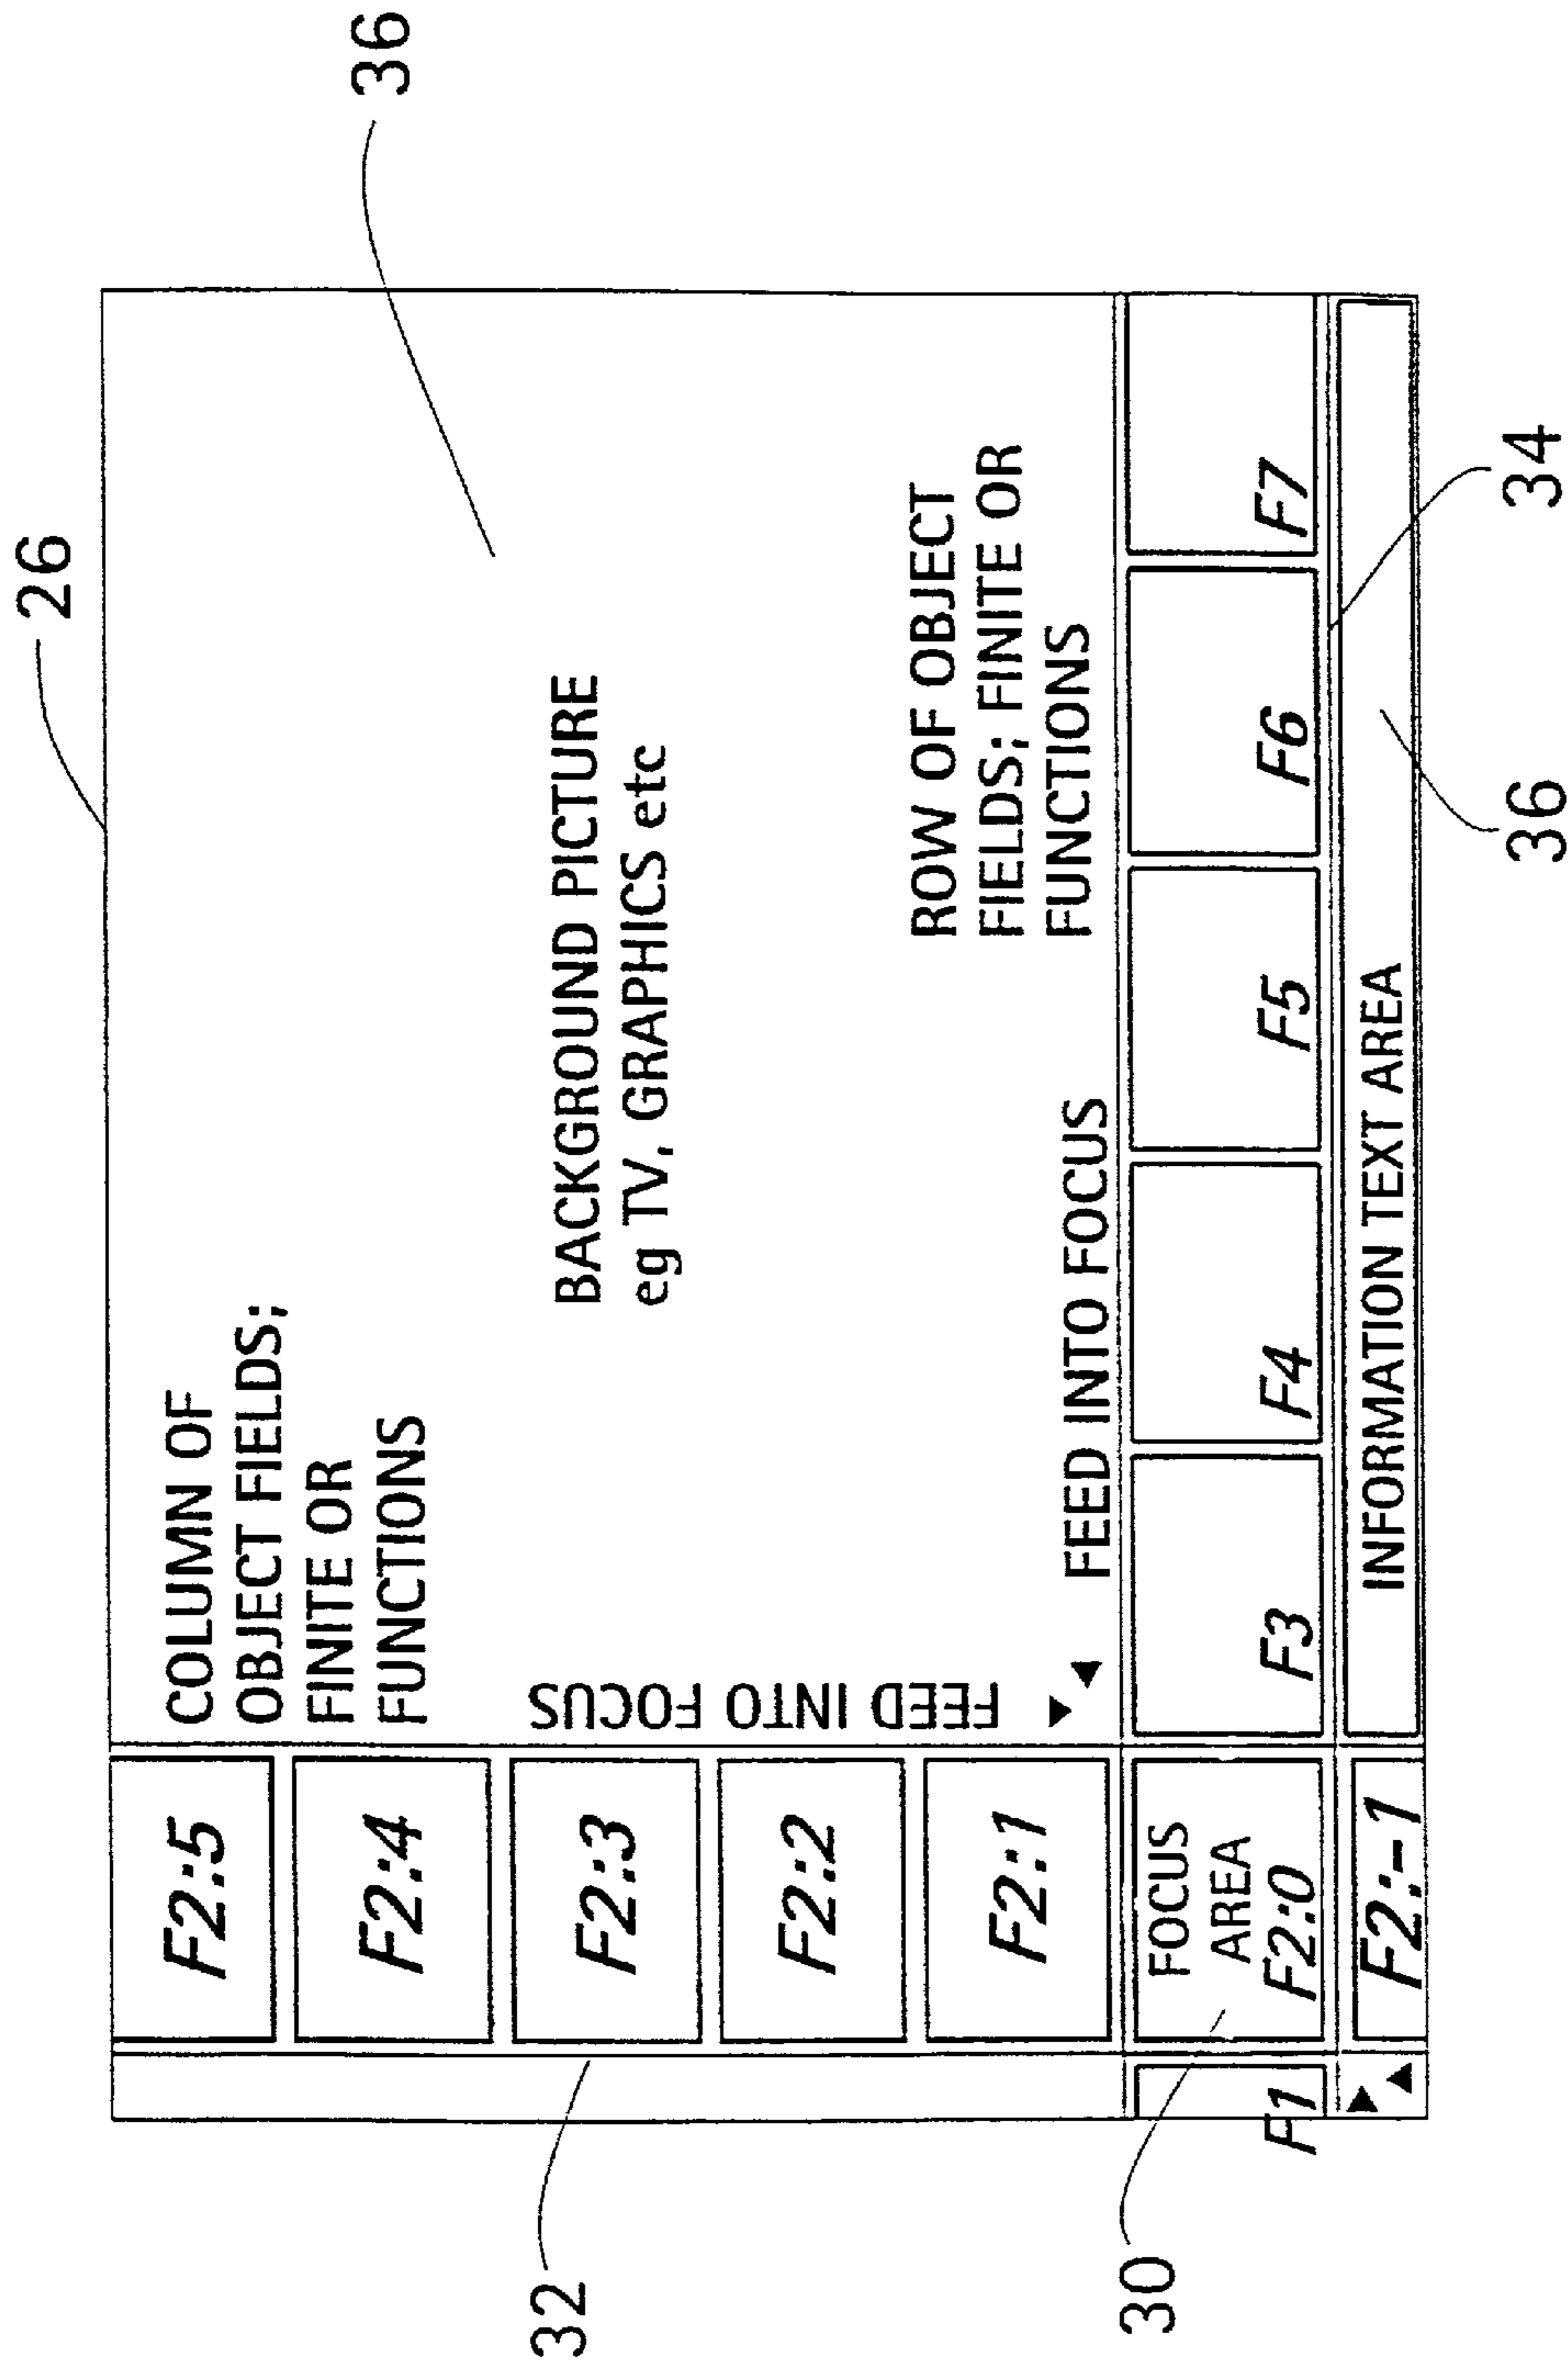 26
36
COLUMN OF
OBJECT FIELDS;
FINITE OR
FUNCTIONS
F2:5
F2:4
F2:3
F2:2
F2:1
FEED INTO FOCUS
BACKGROUND PICTURE
eg TV, GRAPHICS etc
ROW OF OBJECT
FIELDS; FINITE OR
FUNCTIONS
FEED INTO FOCUS
32
30
F1
FOCUS
AREA
F2:0
F3
F4
F5
F6
F7
F2:-1
INFORMATION TEXT AREA
36
34